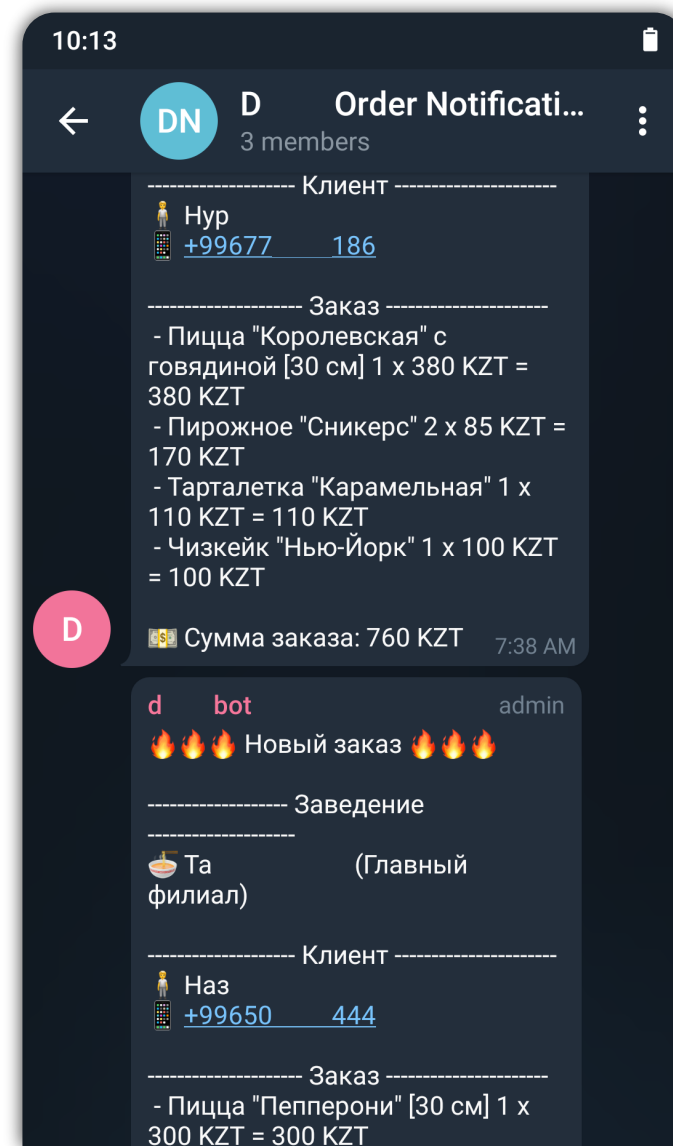 10:13
DN
D Order Notificati...
3 members
-------------------- Клиент ----------------------
Нур
+99677 186
--------------------- Заказ ----------------------
- Пицца "Королевская" с
говядиной [30 см] 1 x 380 KZT =
380 KZT
- Пирожное "Сникерс" 2 x 85 KZT =
170 KZT
- Тарталетка "Карамельная" 1 x
110 KZT = 110 KZT
- Чизкейк "Нью-Йорк" 1 x 100 KZT
= 100 KZT
D
💵 Сумма заказа: 760 KZT 7:38 AM
d bot admin
🔥🔥🔥 Новый заказ 🔥🔥🔥
------------------- Заведение
--------------------
🍜 Та (Главный
филиал)
-------------------- Клиент ----------------------
Наз
+99650 444
--------------------- Заказ ----------------------
- Пицца "Пепперони" [30 см] 1 x
300 KZT = 300 KZT